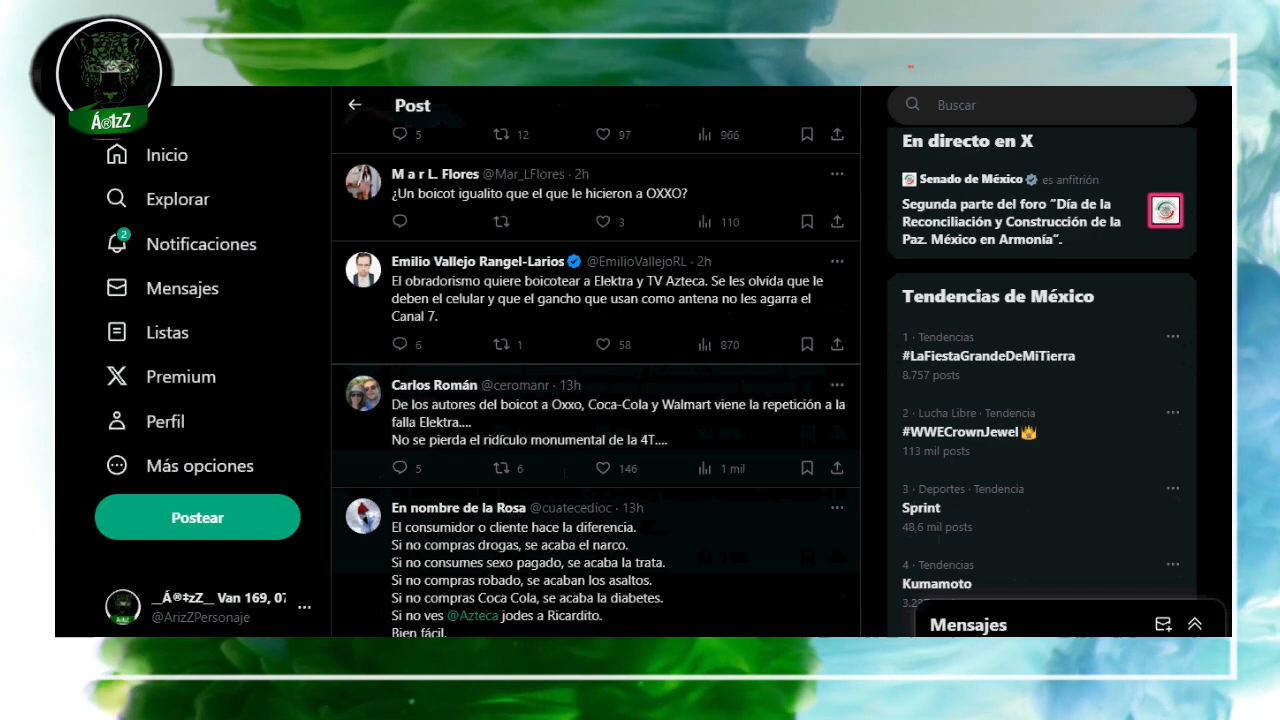 Á®1zZ
Inicio
Explorar
2
Notificaciones
Mensajes
Listas
Premium
Perfil
Más opciones
Postear
__Á®‡zZ__ Van 169, 07
@ArizZPersonaje
Post
5 12 97 966
M a r L. Flores @Mar_LFlores · 2h
¿Un boicot igualito que el que le hicieron a OXXO?
3 110
Emilio Vallejo Rangel-Larios @EmilioVallejoRL · 2h
El obradorismo quiere boicotear a Elektra y TV Azteca. Se les olvida que le
deben el celular y que el gancho que usan como antena no les agarra el
Canal 7.
6 1 58 870
Carlos Román @ceromanr · 13h
De los autores del boicot a Oxxo, Coca-Cola y Walmart viene la repetición a la
falla Elektra....
No se pierda el ridículo monumental de la 4T....
5 6 146 1 mil
En nombre de la Rosa @cuatecedioc · 13h
El consumidor o cliente hace la diferencia.
Si no compras drogas, se acaba el narco.
Si no consumes sexo pagado, se acaba la trata.
Si no compras robado, se acaban los asaltos.
Si no compras Coca Cola, se acaba la diabetes.
Si no ves @Azteca jodes a Ricardito.
Bien fácil.
Buscar
En directo en X
Senado de México es anfitrión
Segunda parte del foro “Día de la
Reconciliación y Construcción de la
Paz. México en Armonía”.
Tendencias de México
1 · Tendencias
#LaFiestaGrandeDeMiTierra
8.757 posts
2 · Lucha Libre · Tendencia
#WWECrownJewel
113 mil posts
3 · Deportes · Tendencia
Sprint
48,6 mil posts
4 · Tendencias
Kumamoto
Mensajes